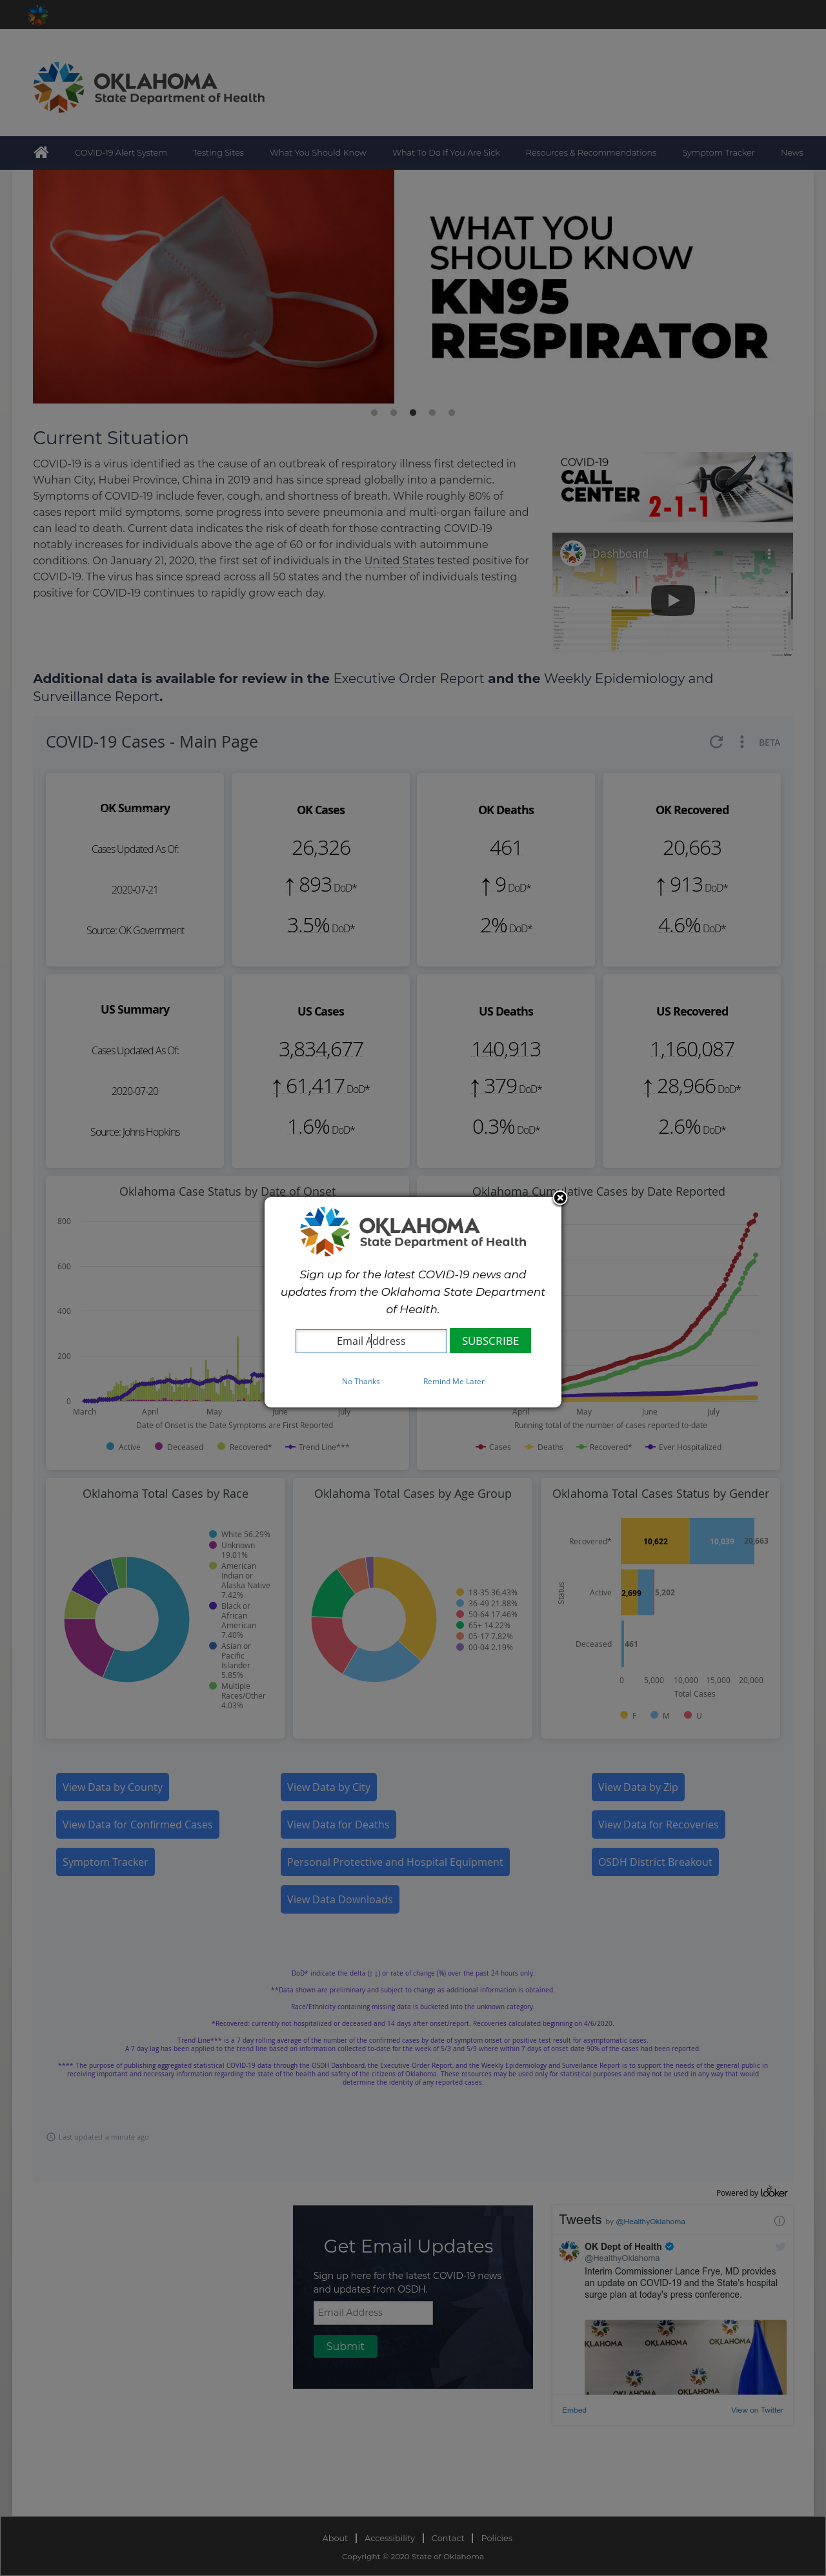 OKLAHOMA
State Department of Health
COVID-19 Alert System Testing Sites What You Should Know What To Do If You Are Sick Resources & Recommendations Symptom Tracker News
WHAT YOU
SHOULD KNOW
KN95
RESPIRATOR
Current Situation
COVID-19 is a virus identified as the cause of an outbreak of respiratory illness first detected in
Wuhan City, Hubei Province, China in 2019 and has since spread globally into a pandemic.
Symptoms of COVID-19 include fever, cough, and shortness of breath. While roughly 80% of
cases report mild symptoms, some progress into severe pneumonia and multi-organ failure and
can lead to death. Current data indicates the risk of death for those contracting COVID-19
notably increases for individuals above the age of 60 or for individuals with autoimmune
conditions. On January 21, 2020, the first set of individuals in the United States tested positive for
COVID-19. The virus has since spread across all 50 states and the number of individuals testing
positive for COVID-19 continues to rapidly grow each day.
COVID-19
CALL
CENTER 2-1-1
Dashboard
Additional data is available for review in the Executive Order Report and the Weekly Epidemiology and
Surveillance Report.
COVID-19 Cases - Main Page
BETA
OK Summary
Cases Updated As Of:
2020-07-21
Source: OK Government
OK Cases
26,326
↑ 893 DoD*
3.5% DoD*
OK Deaths
461
↑ 9 DoD*
2% DoD*
OK Recovered
20,663
↑ 913 DoD*
4.6% DoD*
US Summary
Cases Updated As Of:
2020-07-20
Source: Johns Hopkins
US Cases
3,834,677
↑ 61,417 DoD*
1.6% DoD*
US Deaths
140,913
↑ 379 DoD*
0.3% DoD*
US Recovered
1,160,087
↑ 28,966 DoD*
2.6% DoD*
Oklahoma Case Status by Date of Onset
800
600
400
200
0
March April May June July
Date of Onset is the Date Symptoms are First Reported
Active Deceased Recovered* Trend Line***
Oklahoma Cumulative Cases by Date Reported
April May June July
Running total of the number of cases reported to-date
Cases Deaths Recovered* Ever Hospitalized
OKLAHOMA
State Department of Health
Sign up for the latest COVID-19 news and
updates from the Oklahoma State Department
of Health.
Email Address SUBSCRIBE
No Thanks Remind Me Later
Oklahoma Total Cases by Race
White 56.29%
Unknown
19.01%
American
Indian or
Alaska Native
7.42%
Black or
African
American
7.40%
Asian or
Pacific
Islander
5.85%
Multiple
Races/Other
4.03%
Oklahoma Total Cases by Age Group
18-35 36.43%
36-49 21.88%
50-64 17.46%
65+ 14.22%
05-17 7.82%
00-04 2.19%
Oklahoma Total Cases Status by Gender
Status
Recovered* 10,622 10,039 20,663
Active 2,699 5,202
Deceased 461
0 5,000 10,000 15,000 20,000
Total Cases
F M U
View Data by County View Data by City View Data by Zip
View Data for Confirmed Cases View Data for Deaths View Data for Recoveries
Symptom Tracker Personal Protective and Hospital Equipment OSDH District Breakout
View Data Downloads
DoD* indicate the delta (↑ ↓) or rate of change (%) over the past 24 hours only.
**Data shown are preliminary and subject to change as additional information is obtained.
Race/Ethnicity containing missing data is bucketed into the unknown category.
*Recovered: currently not hospitalized or deceased and 14 days after onset/report. Recoveries calculated beginning on 4/6/2020.
Trend Line*** is a 7 day rolling average of the number of the confirmed cases by date of symptom onset or positive test result for asymptomatic cases.
A 7 day lag has been applied to the trend line based on information collected to-date for the week of 5/3 and 5/9 where within 7 days of onset date 90% of the cases had been reported.
**** The purpose of publishing aggregated statistical COVID-19 data through the OSDH Dashboard, the Executive Order Report, and the Weekly Epidemiology and Surveilance Report is to support the needs of the general public in
receiving important and necessary information regarding the state of the health and safety of the citizens of Oklahoma. These resources may be used only for statistical purposes and may not be used in any way that would
determine the identity of any reported cases.
Last updated a minute ago
Powered by looker
Get Email Updates
Sign up here for the latest COVID-19 news
and updates from OSDH.
Email Address
Submit
Tweets by @HealthyOklahoma
OK Dept of Health
@HealthyOklahoma
Interim Commissioner Lance Frye, MD provides
an update on COVID-19 and the State's hospital
surge plan at today's press conference.
KLAHOMA OKLAHOMA OKLAHOMA
OKLAHOMA OKLAHOMA
Embed View on Twitter
About | Accessibility | Contact | Policies
Copyright © 2020 State of Oklahoma